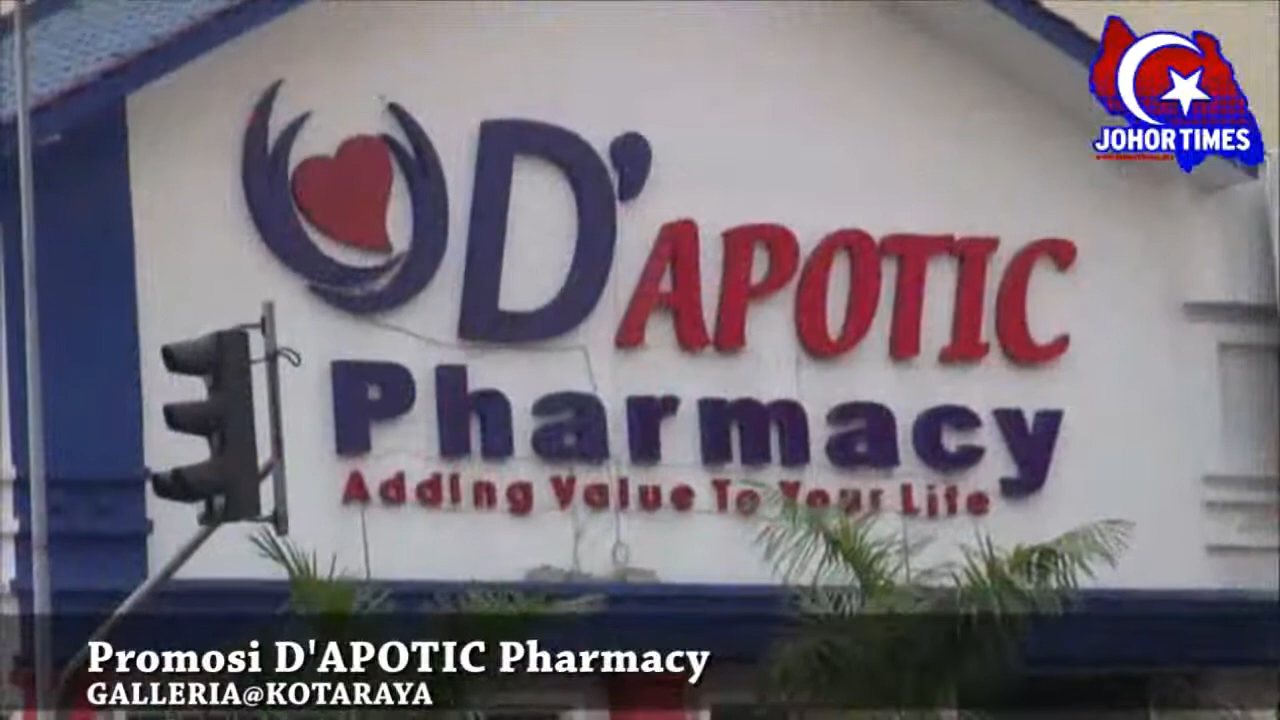 D'APOTIC
Pharmacy
Adding Value To Your Life
JOHOR TIMES
Promosi D'APOTIC Pharmacy
GALLERIA@KOTARAYA